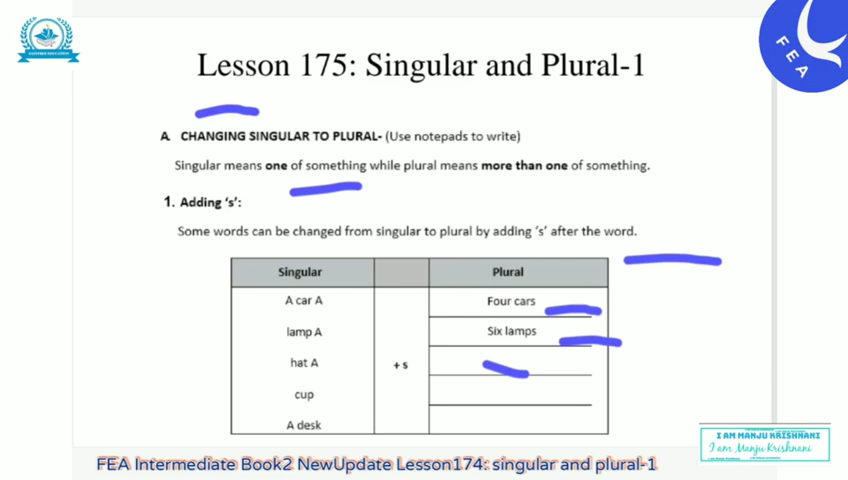 FEA
Lesson 175: Singular and Plural-1
A. CHANGING SINGULAR TO PLURAL- (Use notepads to write)
Singular means one of something while plural means more than one of something.
1. Adding ‘s’:
Some words can be changed from singular to plural by adding ‘s’ after the word.
Singular Plural
A car A Four cars
lamp A Six lamps
hat A + s
cup
A desk
I AM MANJU KRISHNANI
I am Manju Krishnani
FEA Intermediate Book2 NewUpdate Lesson174: singular and plural-1